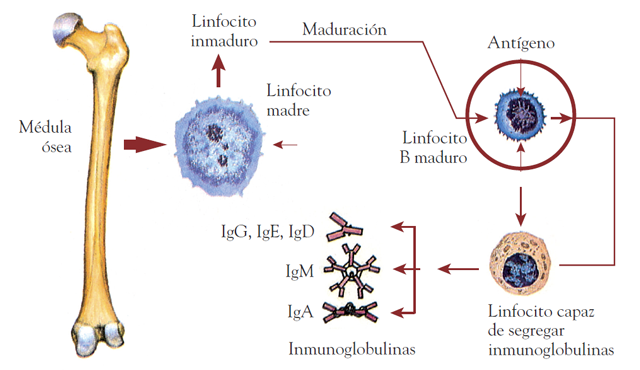 Linfocito
inmaduro
Maduración
Antígeno
Linfocito
madre
Médula
ósea
Linfocito
B maduro
IgG, IgE, IgD
IgM
IgA
Inmunoglobulinas
Linfocito capaz
de segregar
inmunoglobulinas